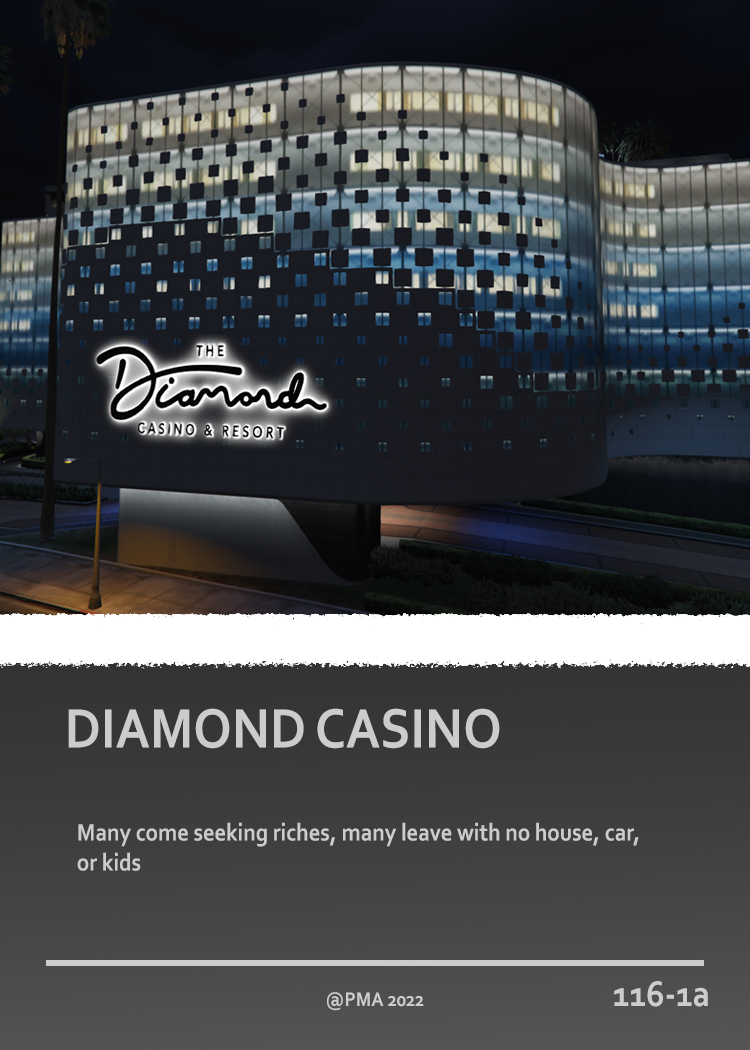 THE
Diamond
CASINO & RESORT
DIAMOND CASINO
Many come seeking riches, many leave with no house, car,
or kids
@PMA 2022
116-1a